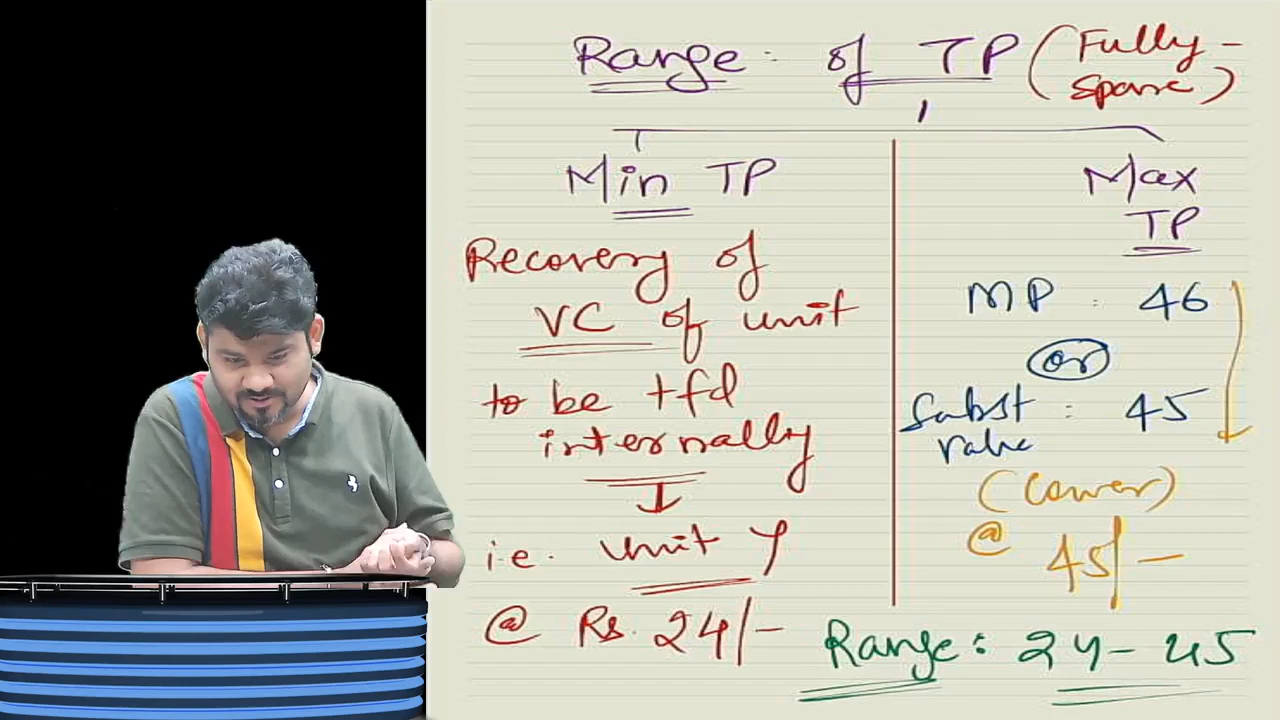 Range: of TP (Fully-
Spare)
Min TP
Recovery of
VC of unit
to be tfd
internally
i.e. Unit Y
@ Rs. 24/-
Max
TP
MP : 46
or
Subst : 45
value
(Lower)
@ 45/-
Range: 24-45